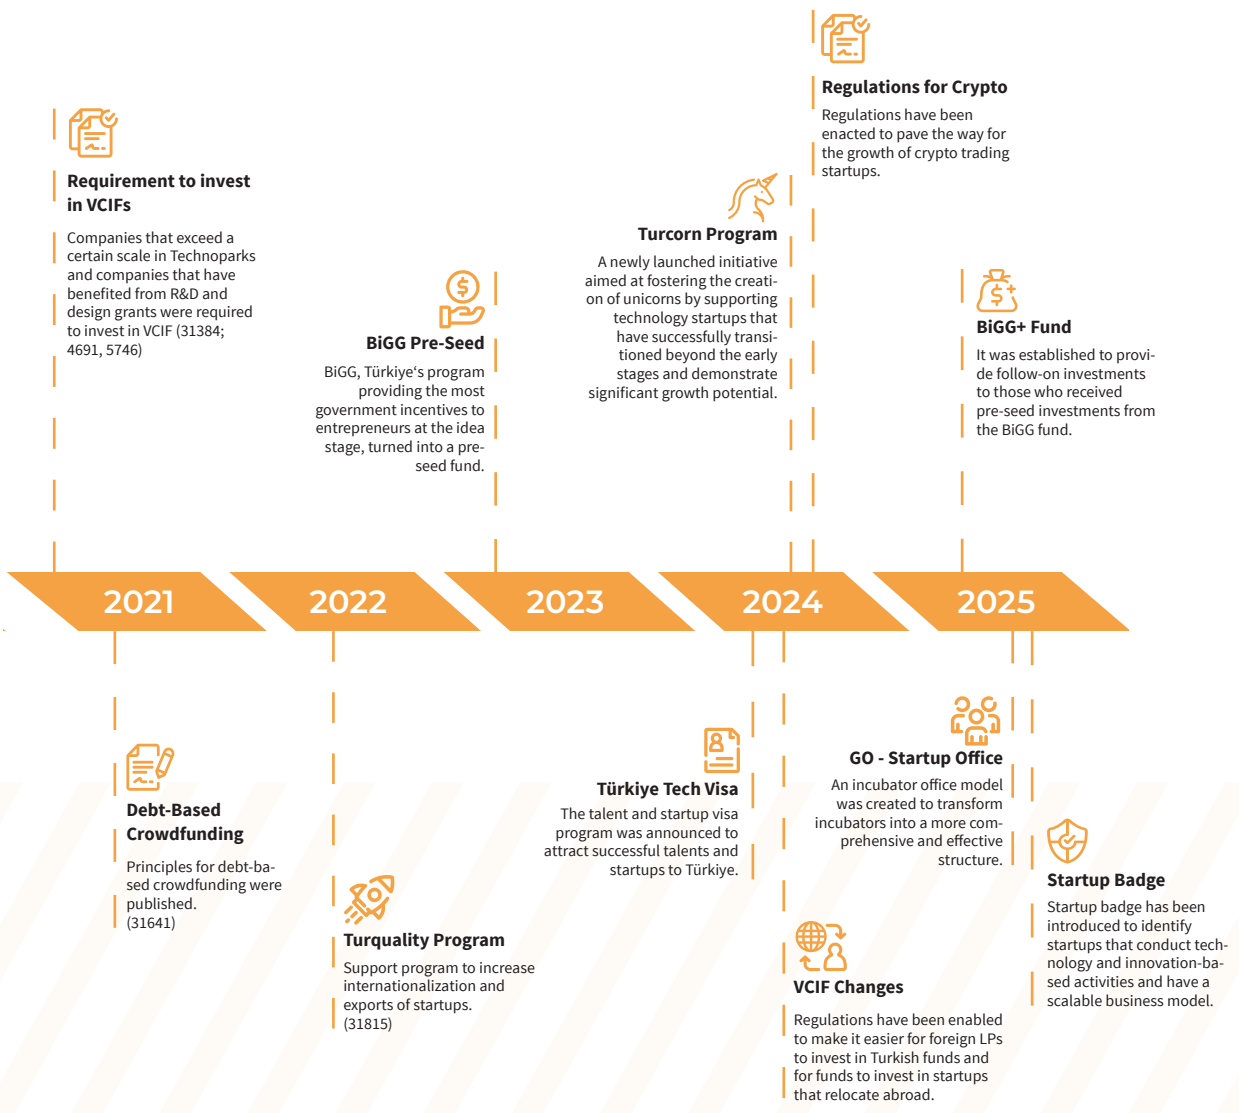 Regulations for Crypto
Regulations have been
enacted to pave the way for
the growth of crypto trading
startups.
Requirement to invest
in VCIFs
Companies that exceed a
certain scale in Technoparks
and companies that have
benefited from R&D and
design grants were required
to invest in VCIF (31384;
4691, 5746)
BiGG Pre-Seed
BiGG, Türkiye‘s program
providing the most
government incentives to
entrepreneurs at the idea
stage, turned into a pre-
seed fund.
Turcorn Program
A newly launched initiative
aimed at fostering the creati-
on of unicorns by supporting
technology startups that
have successfully transi-
tioned beyond the early
stages and demonstrate
significant growth potential.
BiGG+ Fund
It was established to provi-
de follow-on investments
to those who received
pre-seed investments from
the BiGG fund.
2021
2022
2023
2024
2025
Debt-Based
Crowdfunding
Principles for debt-ba-
sed crowdfunding were
published.
(31641)
Turquality Program
Support program to increase
internationalization and
exports of startups.
(31815)
Türkiye Tech Visa
The talent and startup visa
program was announced to
attract successful talents and
startups to Türkiye.
VCIF Changes
Regulations have been enabled
to make it easier for foreign LPs
to invest in Turkish funds and
for funds to invest in startups
that relocate abroad.
GO - Startup Office
An incubator office model
was created to transform
incubators into a more com-
prehensive and effective
structure.
Startup Badge
Startup badge has been
introduced to identify
startups that conduct tech-
nology and innovation-ba-
sed activities and have a
scalable business model.